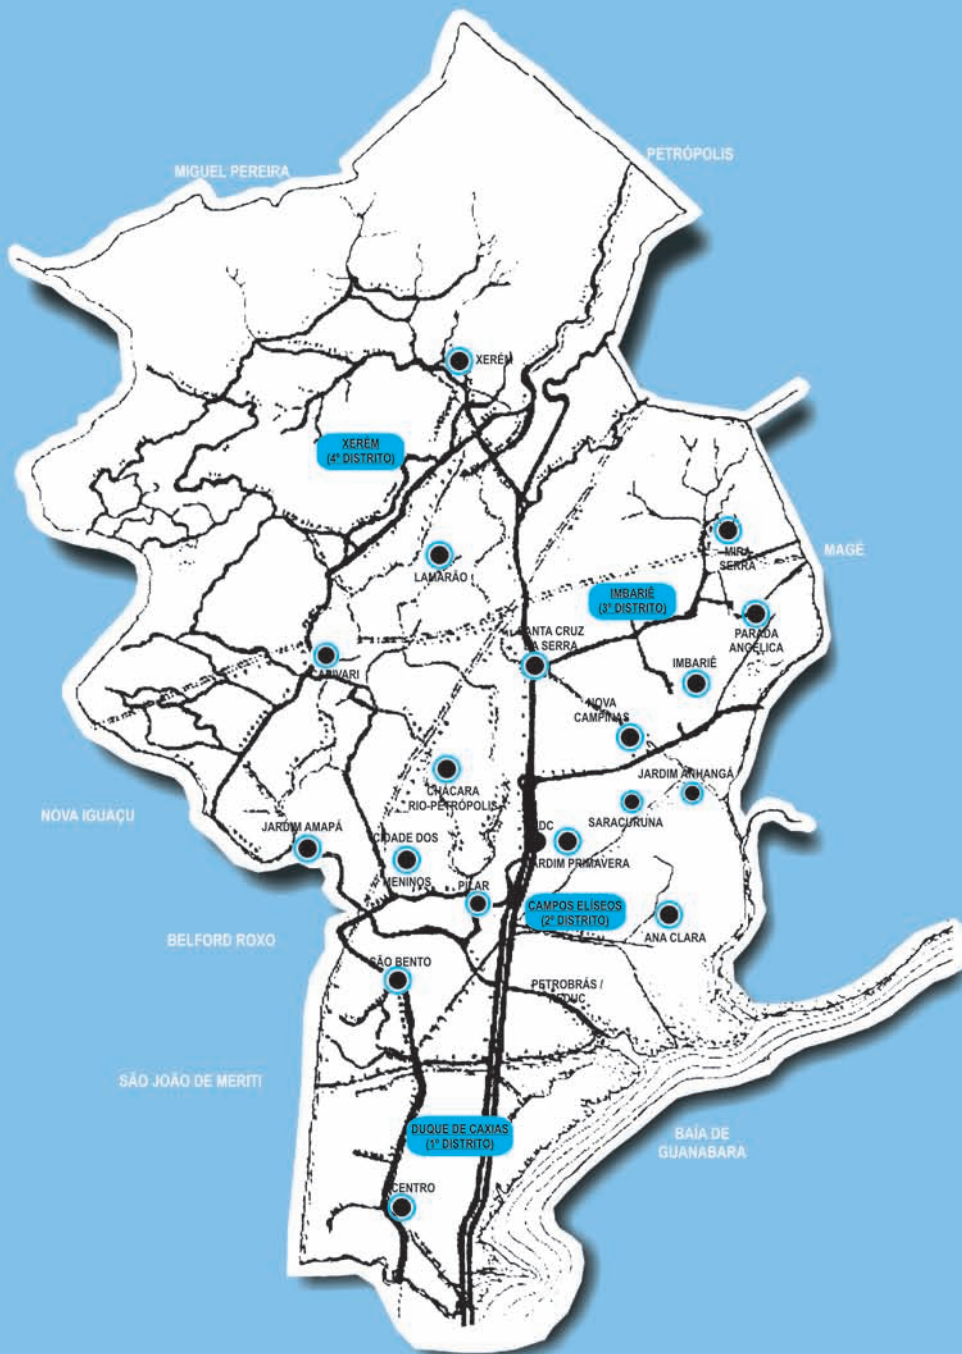 PETRÓPOLIS
MIGUEL PEREIRA
XERÉM
XERÉM
(4º DISTRITO)
MIRA
SERRA
MAGÉ
LAMARÃO
IMBARIÊ
(3º DISTRITO)
PARADA
ANGÉLICA
SANTA CRUZ
DA SERRA
IMBARIÊ
NOVA
CAMPINAS
CHÁCARA
RIO-PETRÓPOLIS
JARDIM ANHANGÁ
SARACURUNA
NOVA IGUAÇU
JARDIM AMAPÁ
CIDADE DOS
MENINOS
JARDIM PRIMAVERA
PILAR
CAMPOS ELÍSEOS
(2º DISTRITO)
ANA CLARA
BELFORD ROXO
SÃO BENTO
PETROBRÁS /
REDUC
SÃO JOÃO DE MERITI
DUQUE DE CAXIAS
(1º DISTRITO)
BAÍA DE
GUANABARA
CENTRO